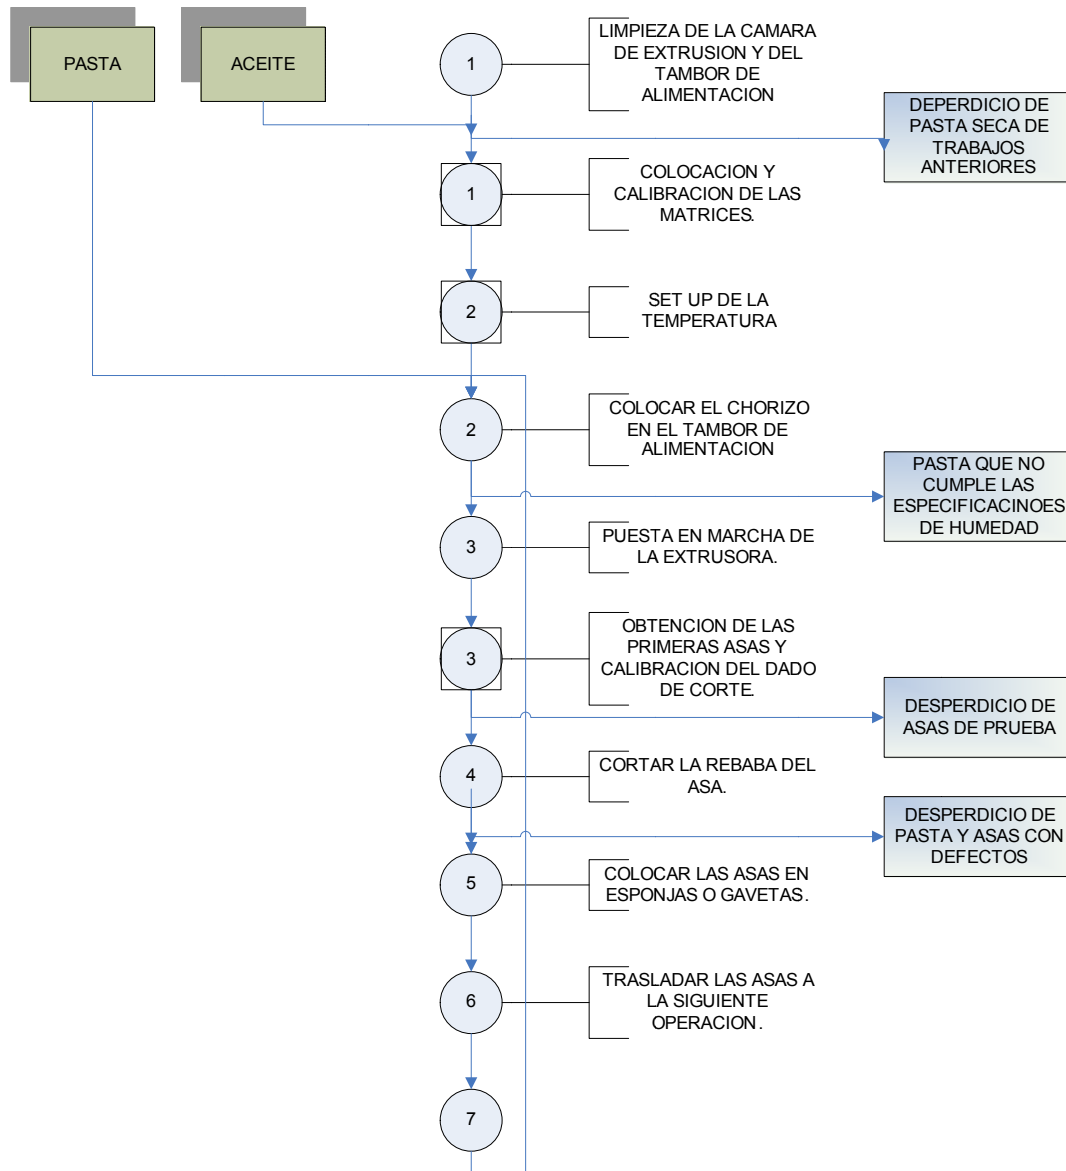 PASTA
ACEITE
1
LIMPIEZA DE LA CAMARA
DE EXTRUSION Y DEL
TAMBOR DE
ALIMENTACION
DEPERDICIO DE
PASTA SECA DE
TRABAJOS
ANTERIORES
1
COLOCACION Y
CALIBRACION DE LAS
MATRICES.
2
SET UP DE LA
TEMPERATURA
2
COLOCAR EL CHORIZO
EN EL TAMBOR DE
ALIMENTACION
PASTA QUE NO
CUMPLE LAS
ESPECIFICACINOES
DE HUMEDAD
3
PUESTA EN MARCHA DE
LA EXTRUSORA.
3
OBTENCION DE LAS
PRIMERAS ASAS Y
CALIBRACION DEL DADO
DE CORTE.
DESPERDICIO DE
ASAS DE PRUEBA
4
CORTAR LA REBABA DEL
ASA.
DESPERDICIO DE
PASTA Y ASAS CON
DEFECTOS
5
COLOCAR LAS ASAS EN
ESPONJAS O GAVETAS.
6
TRASLADAR LAS ASAS A
LA SIGUIENTE
OPERACION.
7